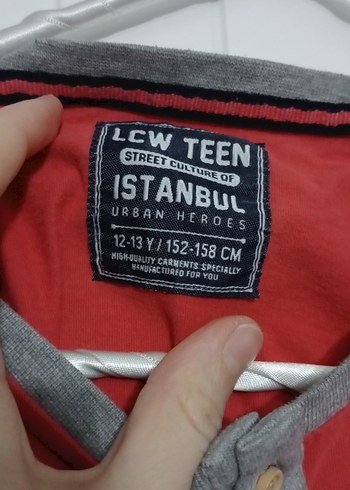 LCW TEEN
STREET CULTURE OF
ISTANBUL
URBAN HEROES
12-13 Y / 152-158 CM
HIGH-QUALITY GARMENTS SPECIALLY
MANUFACTURED FOR YOU